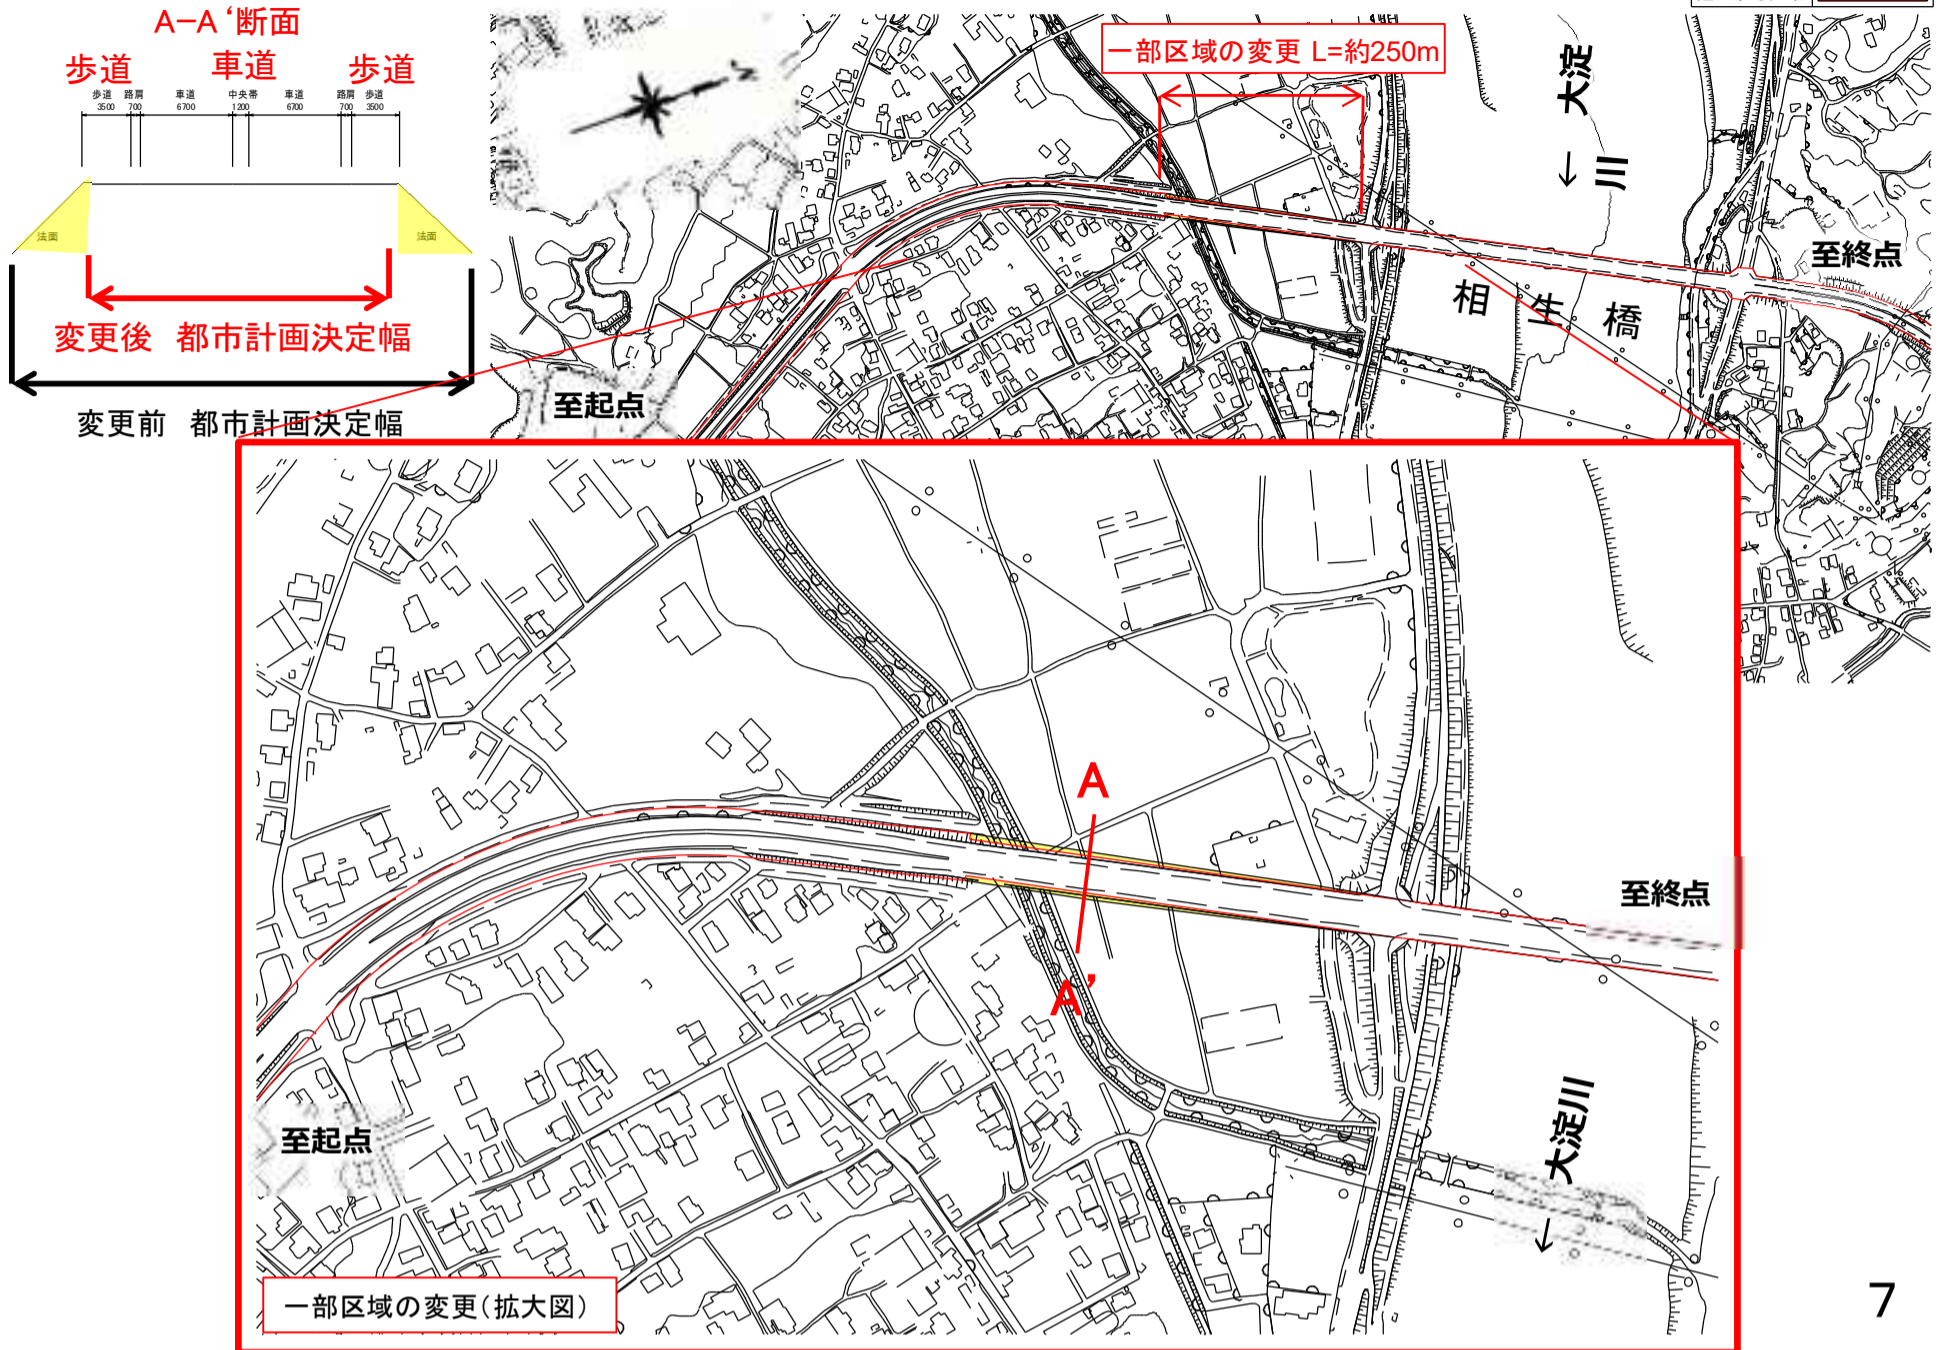 A-A‘断面
歩道 車道 歩道
歩道 路肩 車道 中央帯 車道 路肩 歩道
3500 700 6700 1200 6700 700 3500
法面 法面
変更後 都市計画決定幅
変更前 都市計画決定幅
一部区域の変更 L=約250m
← 大淀川
至終点
相生橋
至起点
A
A’
至終点
至起点
← 大淀川
一部区域の変更(拡大図)
7